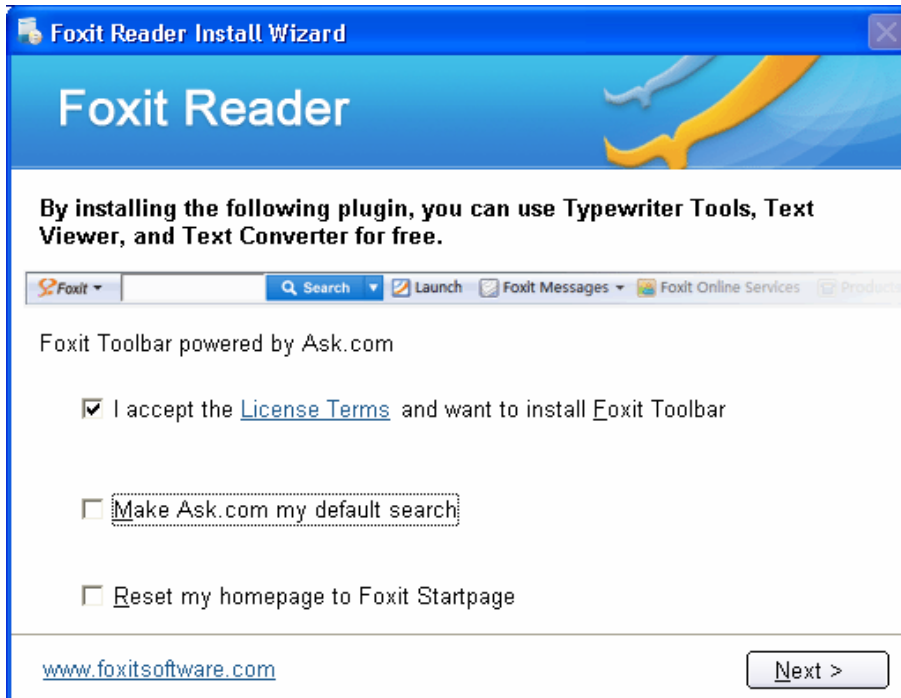 Foxit Reader Install Wizard
Foxit Reader
By installing the following plugin, you can use Typewriter Tools, Text
Viewer, and Text Converter for free.
Foxit Search Launch Foxit Messages Foxit Online Services Products
Foxit Toolbar powered by Ask.com
I accept the License Terms and want to install Foxit Toolbar
Make Ask.com my default search
Reset my homepage to Foxit Startpage
www.foxitsoftware.com Next >